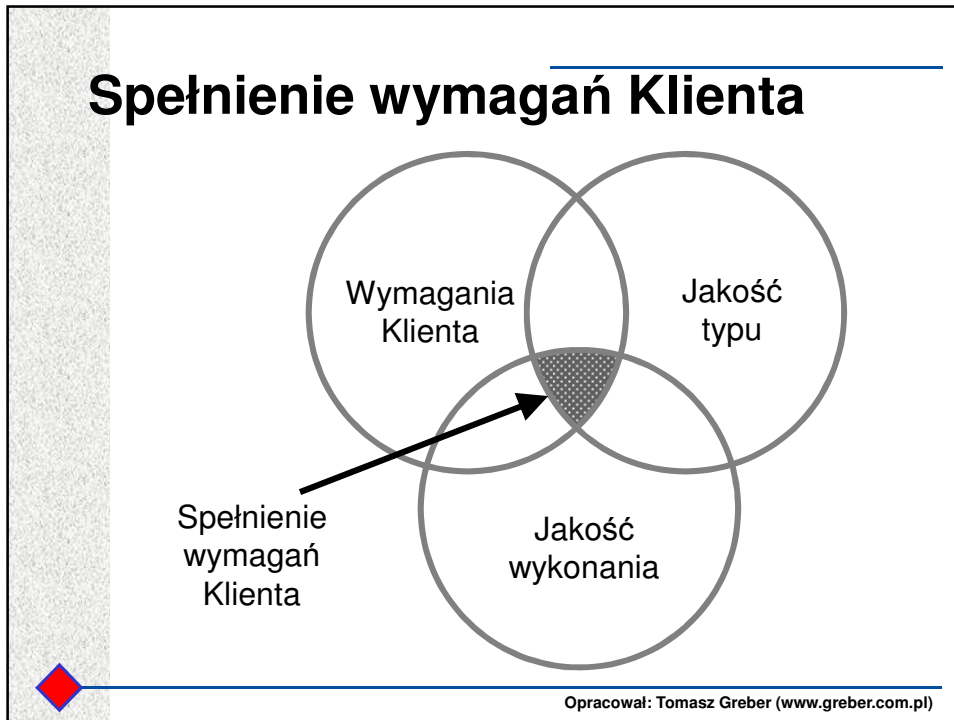 Spełnienie wymagań Klienta
Wymagania
Klienta
Jakość
typu
Spełnienie
wymagań
Klienta
Jakość
wykonania
Opracował: Tomasz Greber (www.greber.com.pl)